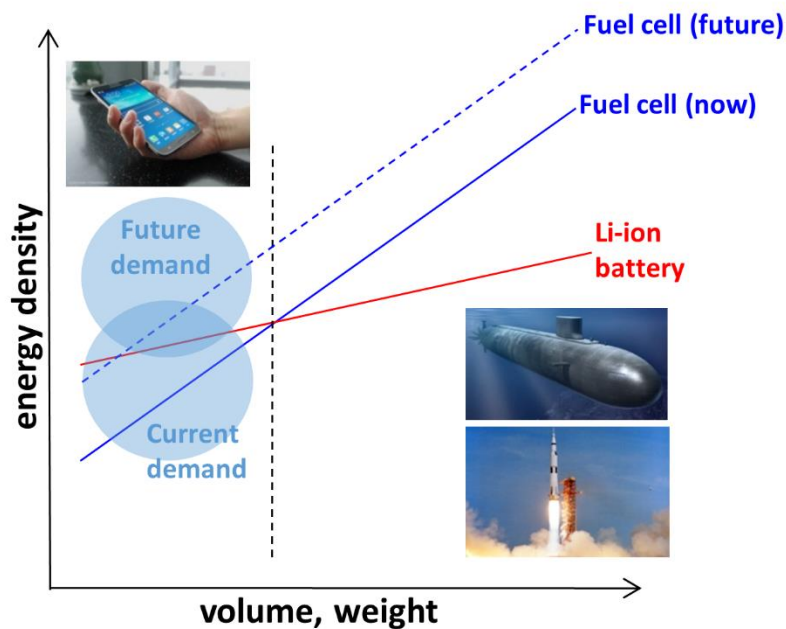 Fuel cell (future)
Fuel cell (now)
Future
demand
Li-ion
battery
energy density
Current
demand
volume, weight